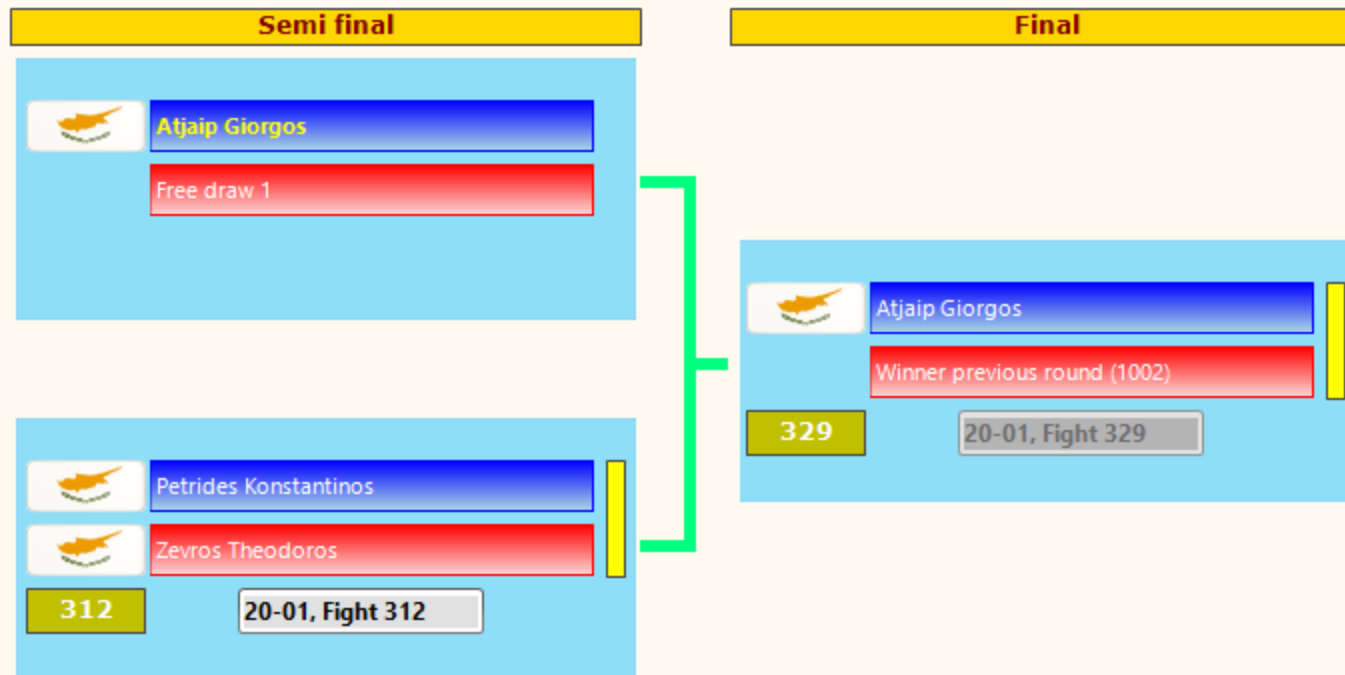 Semi final
Atjaip Giorgos
Free draw 1
Petrides Konstantinos
Zevros Theodoros
312
20-01, Fight 312
Final
Atjaip Giorgos
Winner previous round (1002)
329
20-01, Fight 329